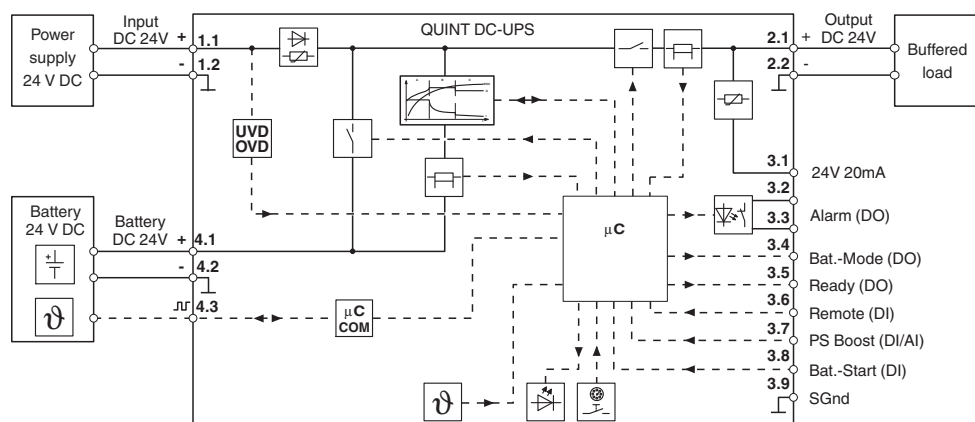 Power
supply
24 V DC
Input
DC 24V
+
-
1.1
1.2
QUINT DC-UPS
2.1
2.2
+
-
Output
DC 24V
Buffered
load
UVD
OVD
3.1
24V 20mA
3.2
3.3
Alarm (DO)
µC
3.4
Bat.-Mode (DO)
3.5
Ready (DO)
3.6
Remote (DI)
3.7
PS Boost (DI/AI)
3.8
Bat.-Start (DI)
3.9
SGnd
Battery
24 V DC
+
ϑ
Battery
DC 24V
+
-
4.1
4.2
4.3
µC
COM
ϑ